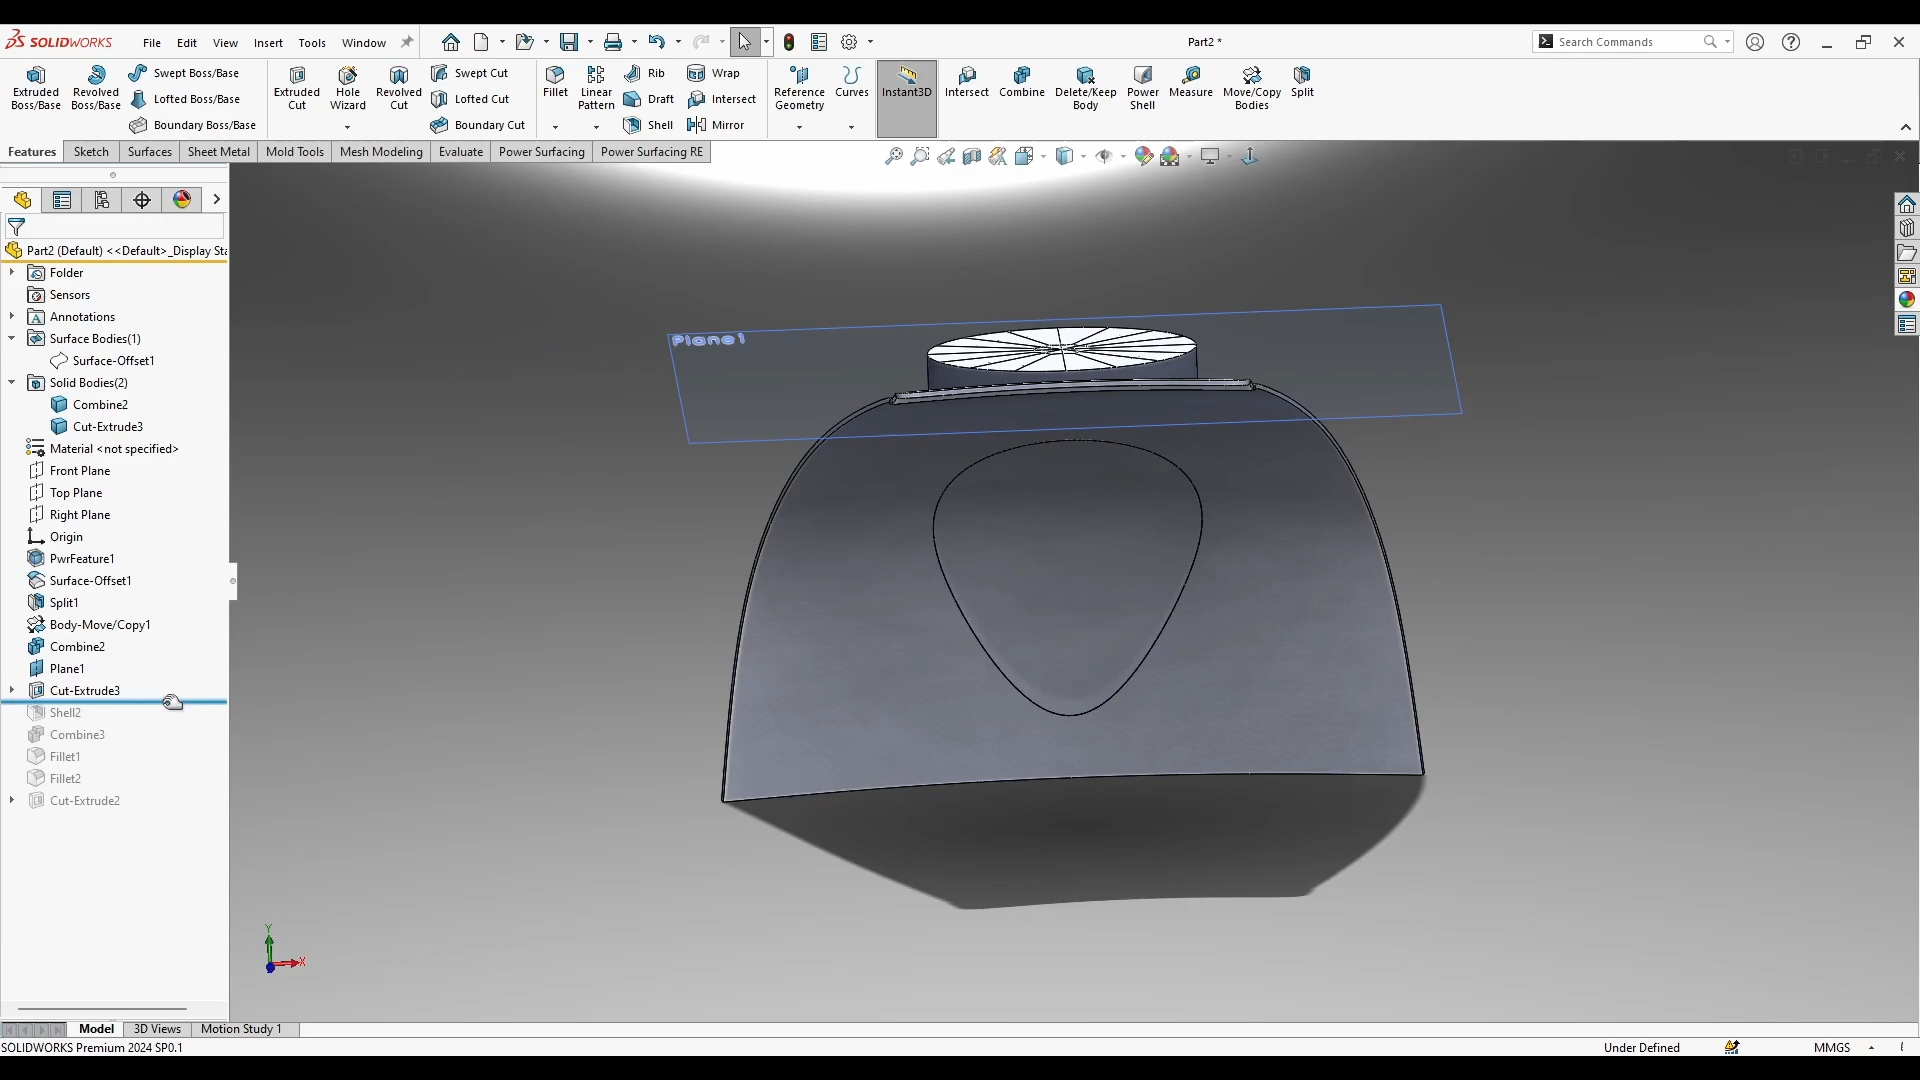 SOLIDWORKS File Edit View Insert Tools Window Part2 * Search Commands
Extruded Boss/Base Revolved Boss/Base Swept Boss/Base Lofted Boss/Base Boundary Boss/Base Extruded Cut Hole Wizard Revolved Cut Swept Cut Lofted Cut Boundary Cut Fillet Linear Pattern Rib Draft Shell Wrap Intersect Mirror Reference Geometry Curves Instant3D Intersect Combine Delete/Keep Body Power Shell Measure Move/Copy Bodies Split
Features Sketch Surfaces Sheet Metal Mold Tools Mesh Modeling Evaluate Power Surfacing Power Surfacing RE
Part2 (Default) <<Default>_Display Sta
Folder
Sensors
Annotations
Surface Bodies(1)
Surface-Offset1
Solid Bodies(2)
Combine2
Cut-Extrude3
Material <not specified>
Front Plane
Top Plane
Right Plane
Origin
PwrFeature1
Surface-Offset1
Split1
Body-Move/Copy1
Combine2
Plane1
Cut-Extrude3
Shell2
Combine3
Fillet1
Fillet2
Cut-Extrude2
Plane1
Y
X
Model 3D Views Motion Study 1
SOLIDWORKS Premium 2024 SP0.1 Under Defined MMGS